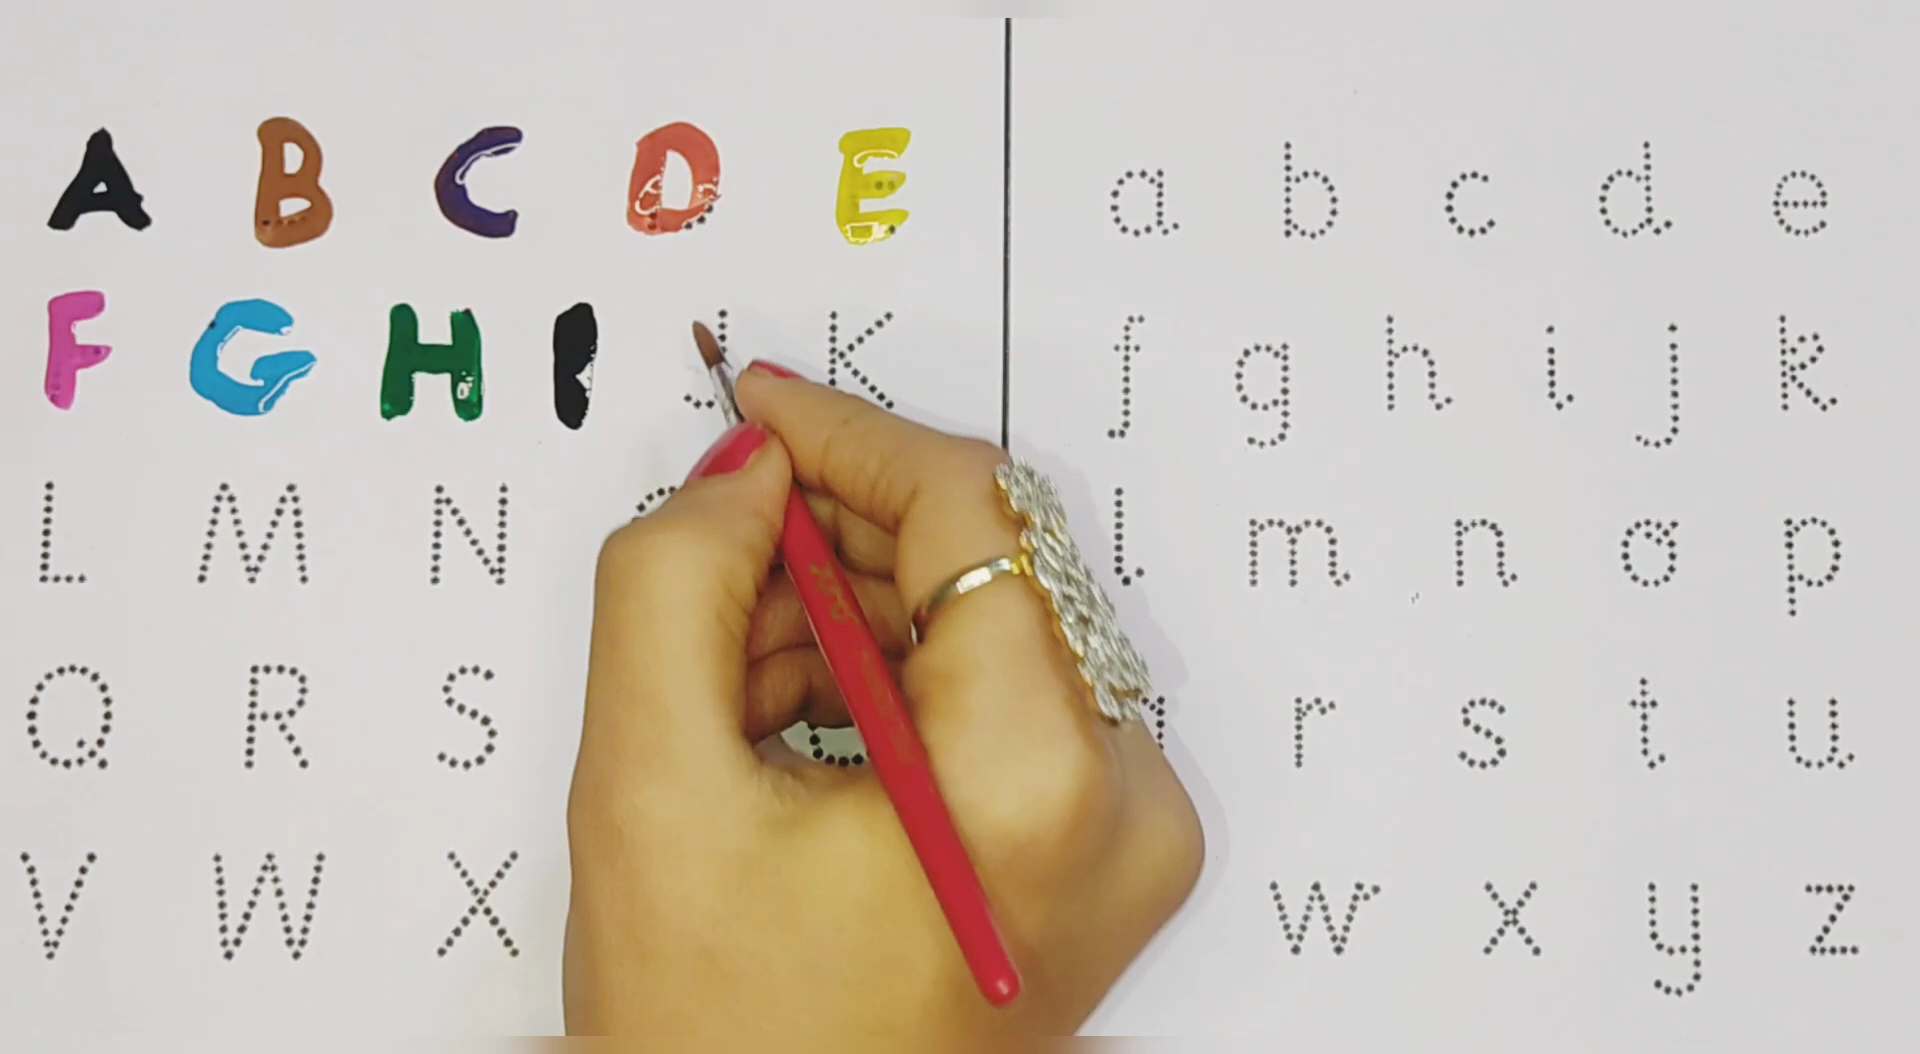 A B C D E
F G H I J K
L M N
Q R S
V W X
a b c d e
f g h i j k
l m n o p
r s t u
w x y z